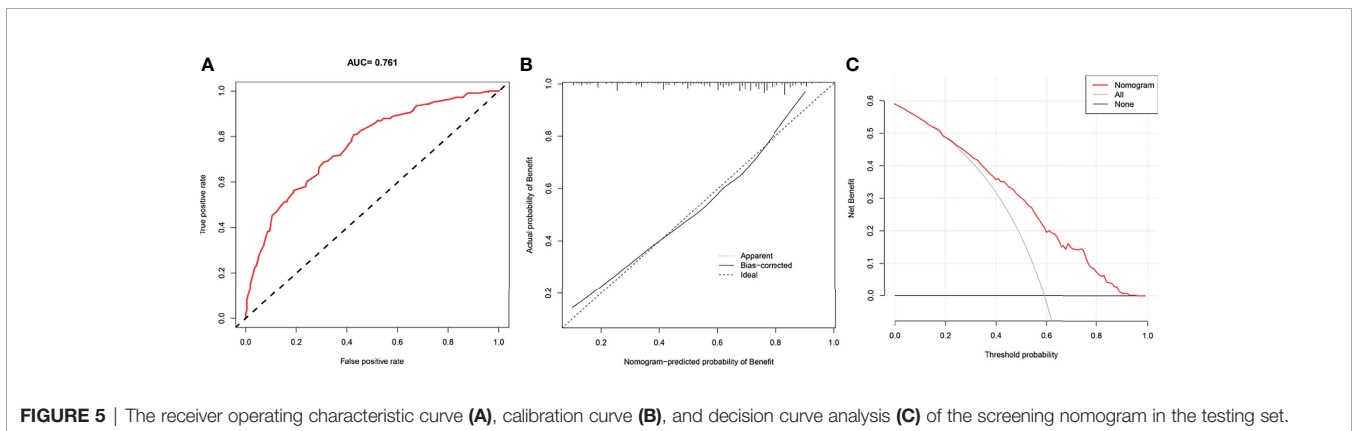 A
AUC= 0.761
True positive rate
1.0
0.8
0.6
0.4
0.2
0.0
0.0 0.2 0.4 0.6 0.8 1.0
False positive rate
B
Actual probability of Benefit
1.0
0.8
0.6
0.4
0.2
Apparent
Bias-corrected
Ideal
0.2 0.4 0.6 0.8 1.0
Nomogram-predicted probability of Benefit
C
Nomogram
All
None
Net Benefit
0.6
0.5
0.4
0.3
0.2
0.1
0.0
0.0 0.2 0.4 0.6 0.8 1.0
Threshold probability
FIGURE 5 | The receiver operating characteristic curve (A), calibration curve (B), and decision curve analysis (C) of the screening nomogram in the testing set.